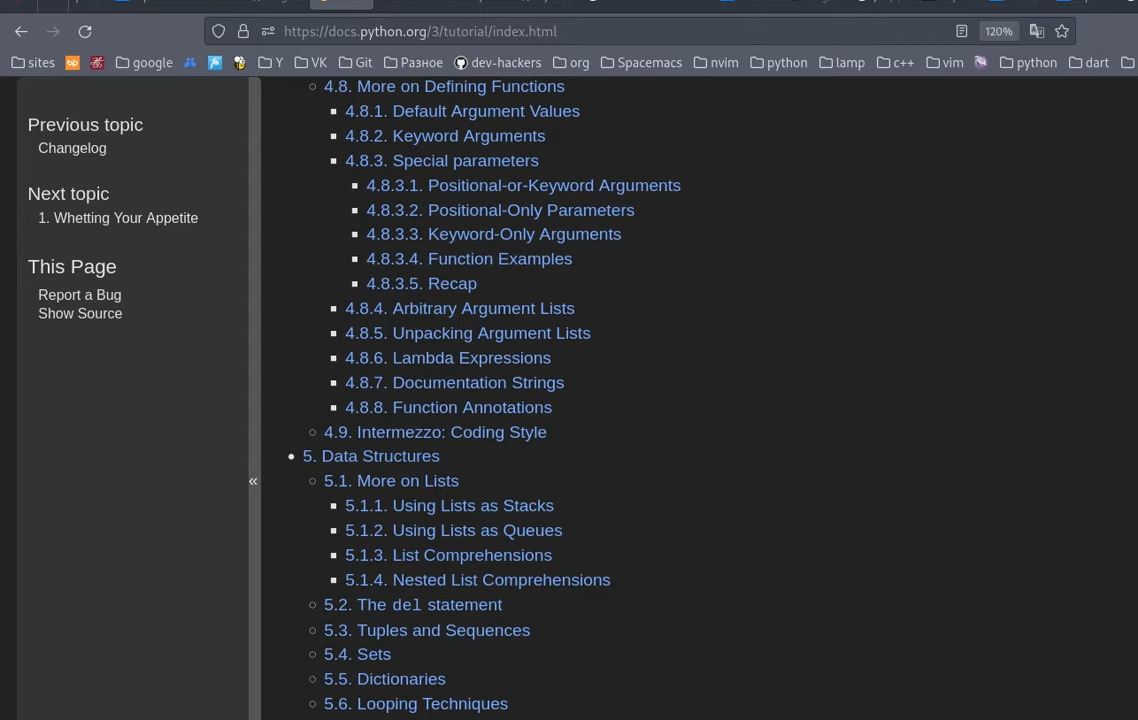 https://docs.python.org/3/tutorial/index.html
120%
sites
bp
google
Y
VK
Git
Разное
dev-hackers
org
Spacemacs
nvim
python
lamp
c++
vim
python
dart
Previous topic
Changelog
Next topic
1. Whetting Your Appetite
This Page
Report a Bug
Show Source
«
4.8. More on Defining Functions
4.8.1. Default Argument Values
4.8.2. Keyword Arguments
4.8.3. Special parameters
4.8.3.1. Positional-or-Keyword Arguments
4.8.3.2. Positional-Only Parameters
4.8.3.3. Keyword-Only Arguments
4.8.3.4. Function Examples
4.8.3.5. Recap
4.8.4. Arbitrary Argument Lists
4.8.5. Unpacking Argument Lists
4.8.6. Lambda Expressions
4.8.7. Documentation Strings
4.8.8. Function Annotations
4.9. Intermezzo: Coding Style
5. Data Structures
5.1. More on Lists
5.1.1. Using Lists as Stacks
5.1.2. Using Lists as Queues
5.1.3. List Comprehensions
5.1.4. Nested List Comprehensions
5.2. The del statement
5.3. Tuples and Sequences
5.4. Sets
5.5. Dictionaries
5.6. Looping Techniques